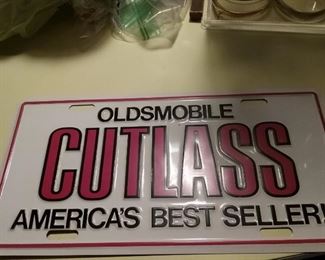 OLDSMOBILE
CUTLASS
AMERICA'S BEST SELLER!